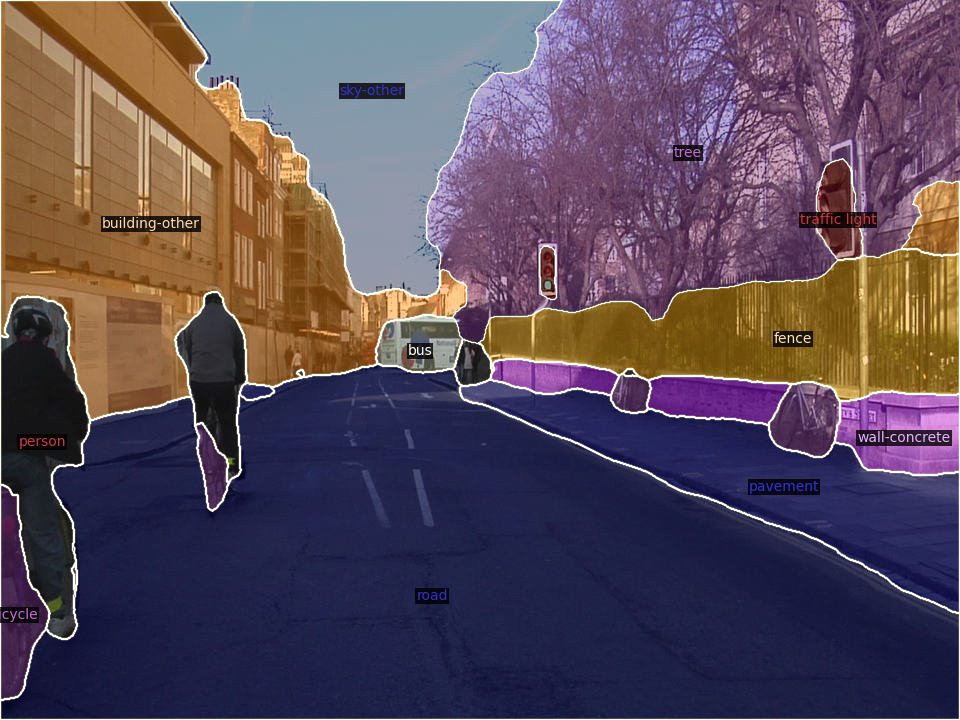 sky-other
tree
traffic light
building-other
fence
bus
person
wall-concrete
pavement
road
cycle